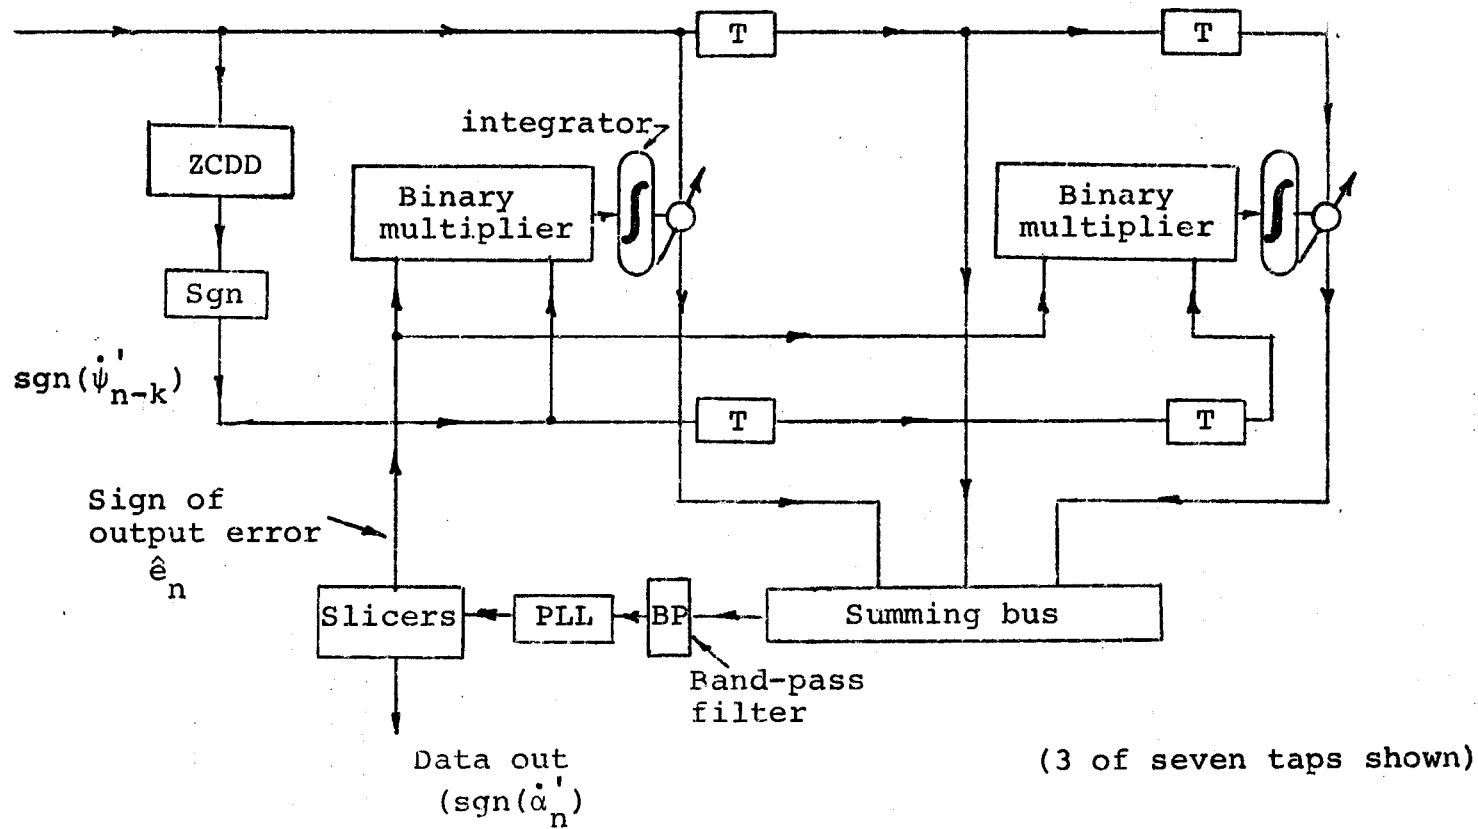 T
T
integrator
ZCDD
Binary
multiplier
∫
Binary
multiplier
∫
Sgn
sgn(ψ̇'n-k)
T
T
Sign of
output error
ên
Slicers
PLL
BP
Summing bus
Band-pass
filter
Data out
(sgn(α̇'n)
(3 of seven taps shown)